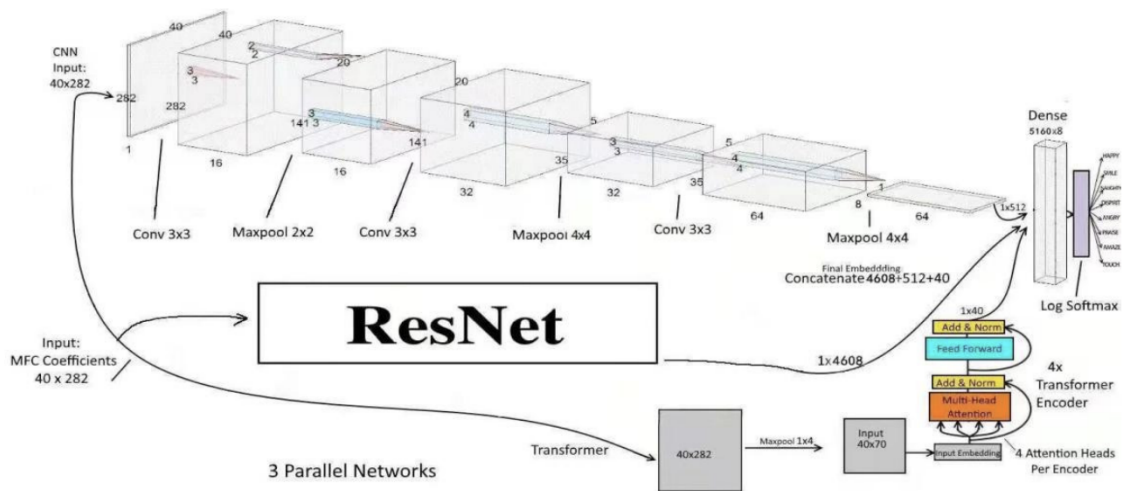 CNN
Input:
40x282
40
282
1
3
3
282
40
16
Conv 3x3
2
2
20
141
Maxpool 2x2
3
3
16
Conv 3x3
141
20
4
4
32
Maxpool 4x4
35
5
3
3
32
Conv 3x3
35
5
4
4
64
Maxpool 4x4
8
1
64
1x512
Dense
5160x8
HAPPY
ANGRY
PRAISE
AMAZE
TOUCH
Log Softmax
Final Embeddding
Concatenate 4608+512+40
ResNet
Input:
MFC Coefficients
40 x 282
1x4608
1x40
Add & Norm
Feed Forward
Add & Norm
Multi-Head
Attention
4x
Transformer
Encoder
Transformer
40x282
Maxpool 1x4
Input
40x70
Input Embedding
4 Attention Heads
Per Encoder
3 Parallel Networks